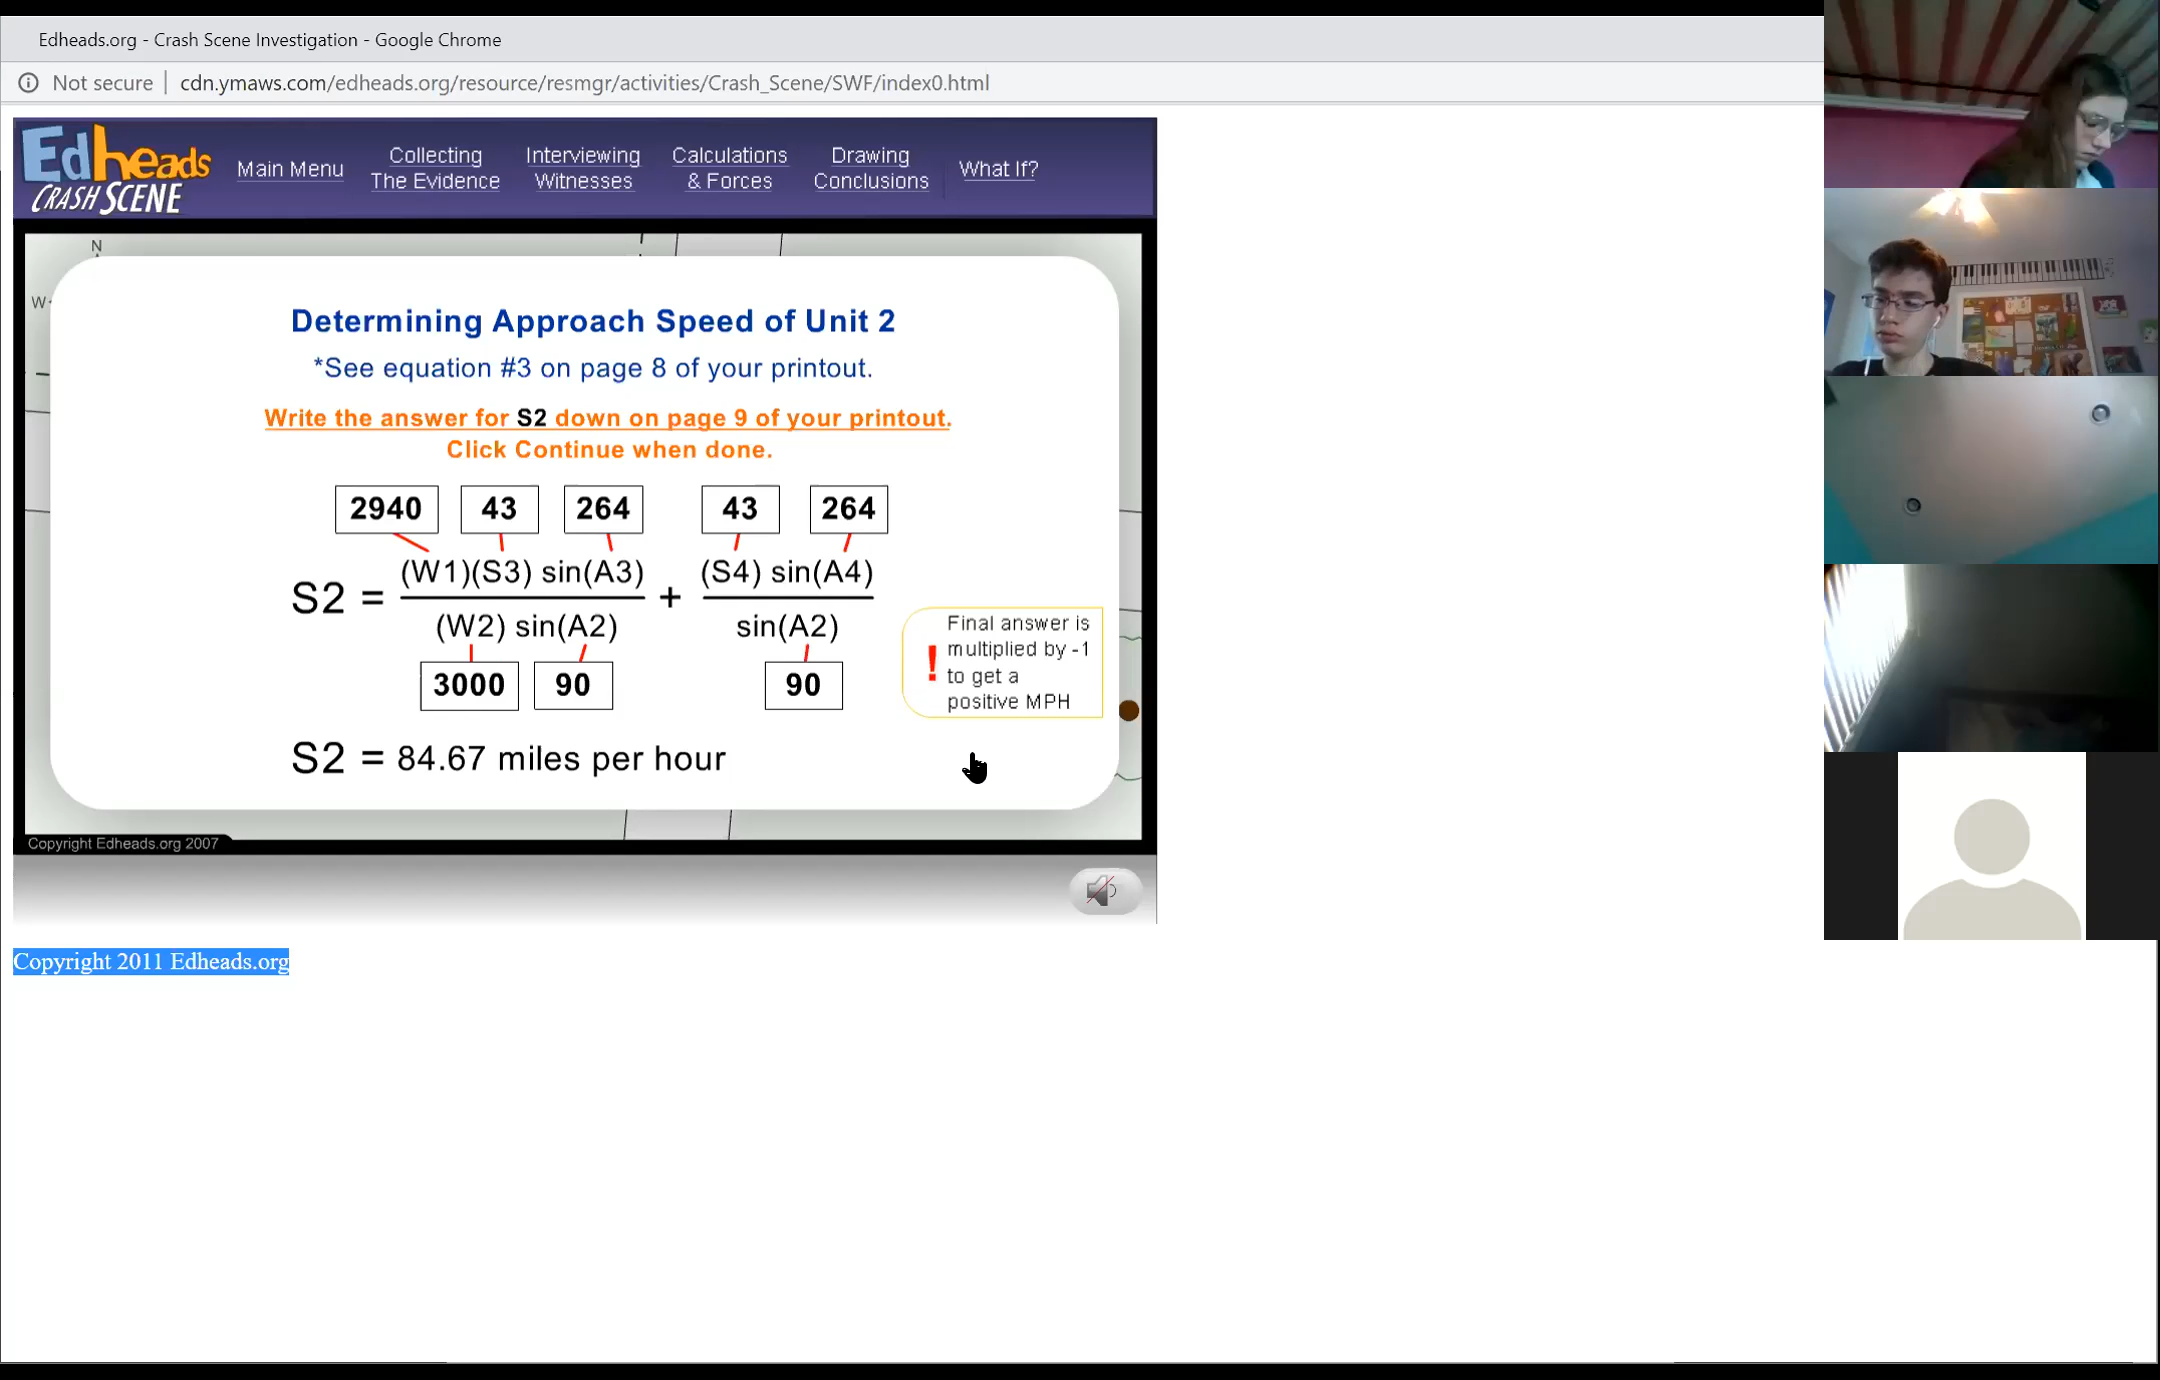 Edheads.org - Crash Scene Investigation - Google Chrome
Not secure | cdn.ymaws.com/edheads.org/resource/resmgr/activities/Crash_Scene/SWF/index0.html
Edheads
CRASH SCENE
Main Menu
Collecting
The Evidence
Interviewing
Witnesses
Calculations
& Forces
Drawing
Conclusions
What If?
N
W
Determining Approach Speed of Unit 2
*See equation #3 on page 8 of your printout.
Write the answer for S2 down on page 9 of your printout.
Click Continue when done.
2940 43 264 43 264
(W1)(S3) sin(A3) (S4) sin(A4)
S2 = +
(W2) sin(A2) sin(A2)
3000 90 90
! Final answer is
multiplied by -1
to get a
positive MPH
S2 = 84.67 miles per hour
Copyright Edheads.org 2007
Copyright 2011 Edheads.org